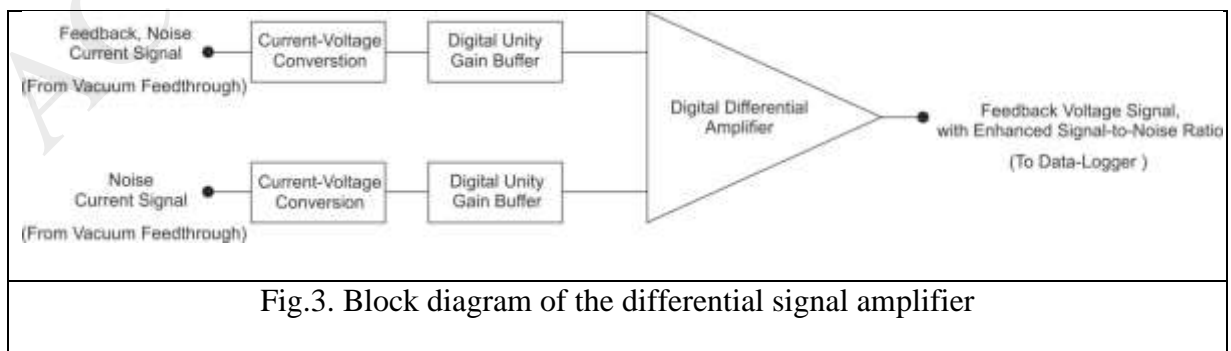 Feedback, Noise
Current Signal
(From Vacuum Feedthrough)
Current-Voltage
Converstion
Digital Unity
Gain Buffer
Digital Differential
Amplifier
Feedback Voltage Signal,
with Enhanced Signal-to-Noise Ratio
(To Data-Logger )
Noise
Current Signal
(From Vacuum Feedthrough)
Current-Voltage
Conversion
Digital Unity
Gain Buffer
Fig.3. Block diagram of the differential signal amplifier